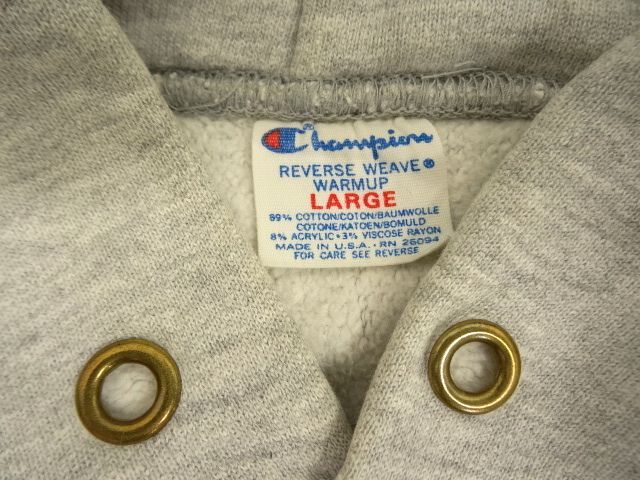 Champion®
REVERSE WEAVE®
WARMUP
LARGE
89% COTTON/COTON/BAUMWOLLE
COTONE/KATOEN/BOMULD
8% ACRYLIC • 3% VISCOSE RAYON
MADE IN U.S.A. • RN 26094
FOR CARE SEE REVERSE